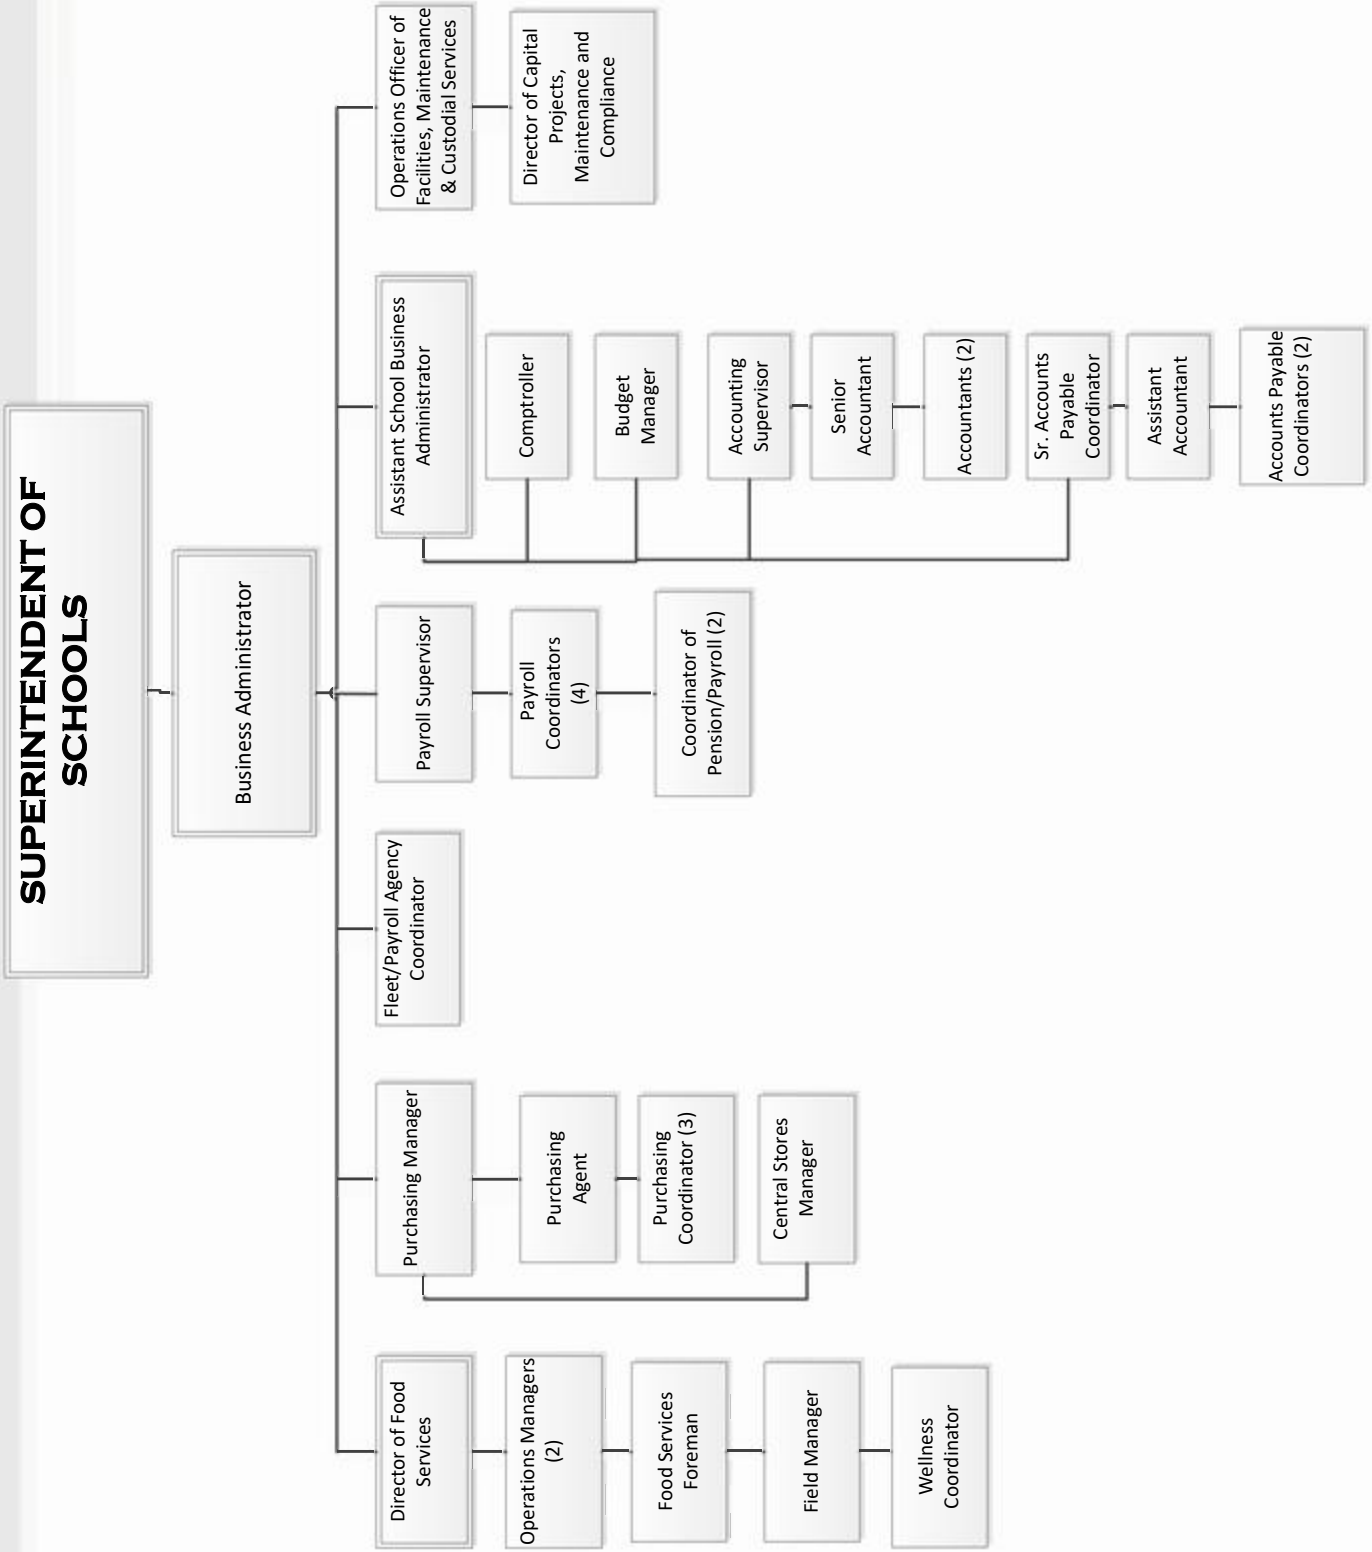 SUPERINTENDENT OF
SCHOOLS
Business Administrator
Director of Food
Services
Operations Managers
(2)
Food Services
Foreman
Field Manager
Wellness
Coordinator
Purchasing Manager
Purchasing
Agent
Purchasing
Coordinator (3)
Central Stores
Manager
Fleet/Payroll Agency
Coordinator
Payroll Supervisor
Payroll
Coordinators
(4)
Coordinator of
Pension/Payroll (2)
Assistant School Business
Administrator
Comptroller
Budget
Manager
Accounting
Supervisor
Senior
Accountant
Accountants (2)
Sr. Accounts
Payable
Coordinator
Assistant
Accountant
Accounts Payable
Coordinators (2)
Operations Officer of
Facilities, Maintenance
& Custodial Services
Director of Capital
Projects,
Maintenance and
Compliance